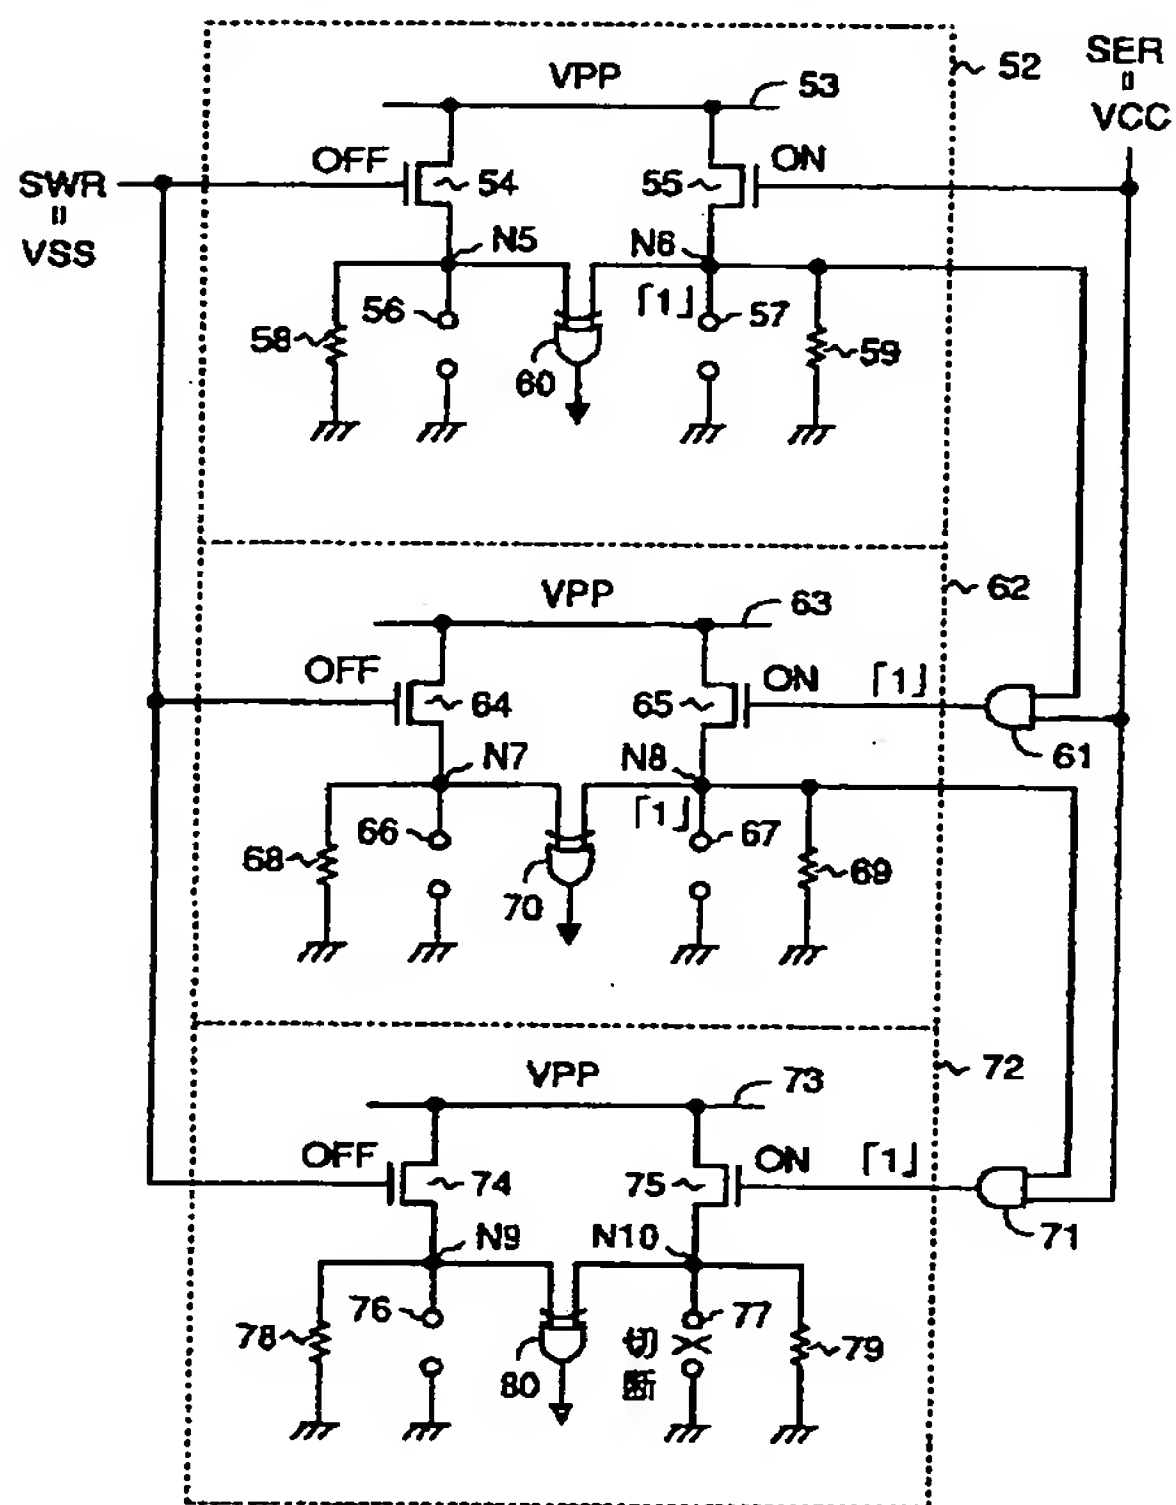 VPP
53
52
SER
=
VCC
OFF
54
55
ON
SWR
=
VSS
N5
N6
56
「1」
57
58
59
60
VPP
63
62
OFF
64
65
ON
「1」
61
N7
N8
66
「1」
67
68
69
70
VPP
73
72
OFF
74
75
ON
「1」
71
N9
N10
76
77
78
切断
79
80